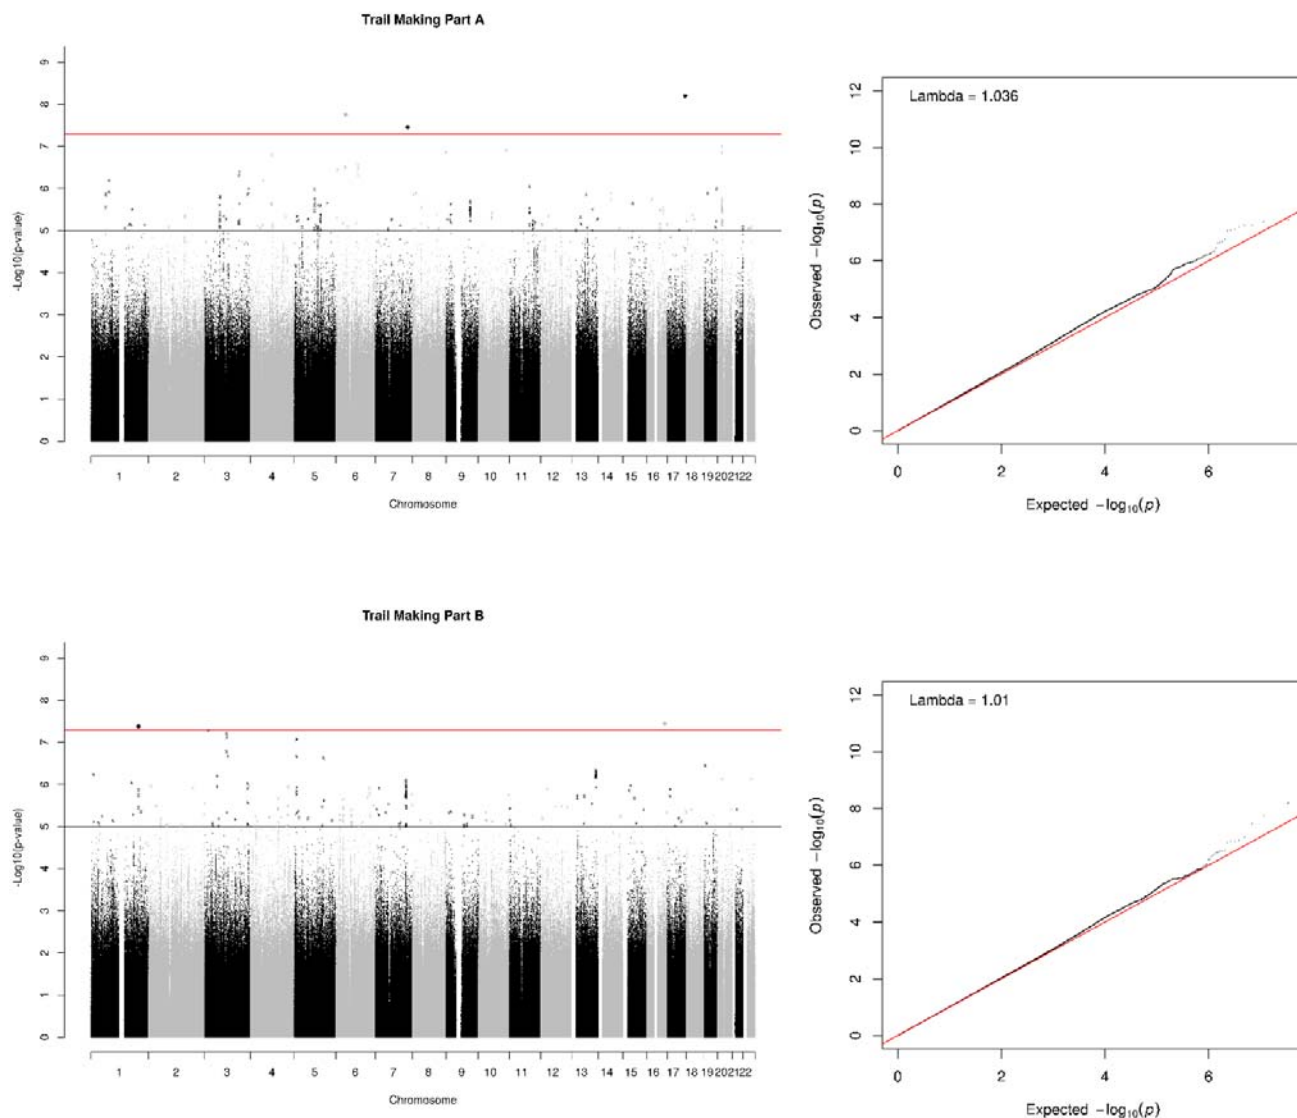 Trail Making Part A
-Log10(p-value)
0 1 2 3 4 5 6 7 8 9
1 2 3 4 5 6 7 8 9 10 11 12 13 14 15 16 17 18 19 20 21 22
Chromosome
Lambda = 1.036
Observed −log10(p)
0 2 4 6 8 10 12
0 2 4 6
Expected −log10(p)
Trail Making Part B
-Log10(p-value)
0 1 2 3 4 5 6 7 8 9
1 2 3 4 5 6 7 8 9 10 11 12 13 14 15 16 17 18 19 20 21 22
Chromosome
Lambda = 1.01
Observed −log10(p)
0 2 4 6 8 10 12
0 2 4 6
Expected −log10(p)